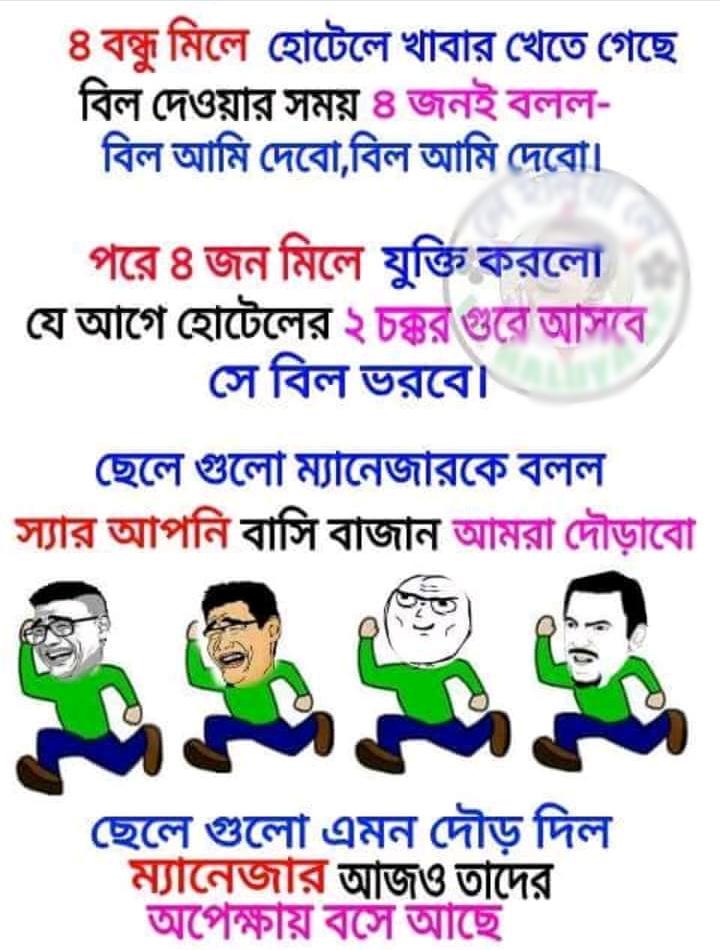 ৪ বন্ধু মিলে হোটেলে খাবার খেতে গেছে
বিল দেওয়ার সময় ৪ জনই বলল-
বিল আমি দেবো,বিল আমি দেবো।
পরে ৪ জন মিলে যুক্তি করলো
যে আগে হোটেলের ২ চক্কর গুরে আসবে
সে বিল ভরবে।
ছেলে গুলো ম্যানেজারকে বলল
স্যার আপনি বাসি বাজান আমরা দৌড়াবো
ছেলে গুলো এমন দৌড় দিল
ম্যানেজার আজও তাদের
অপেক্ষায় বসে আছে